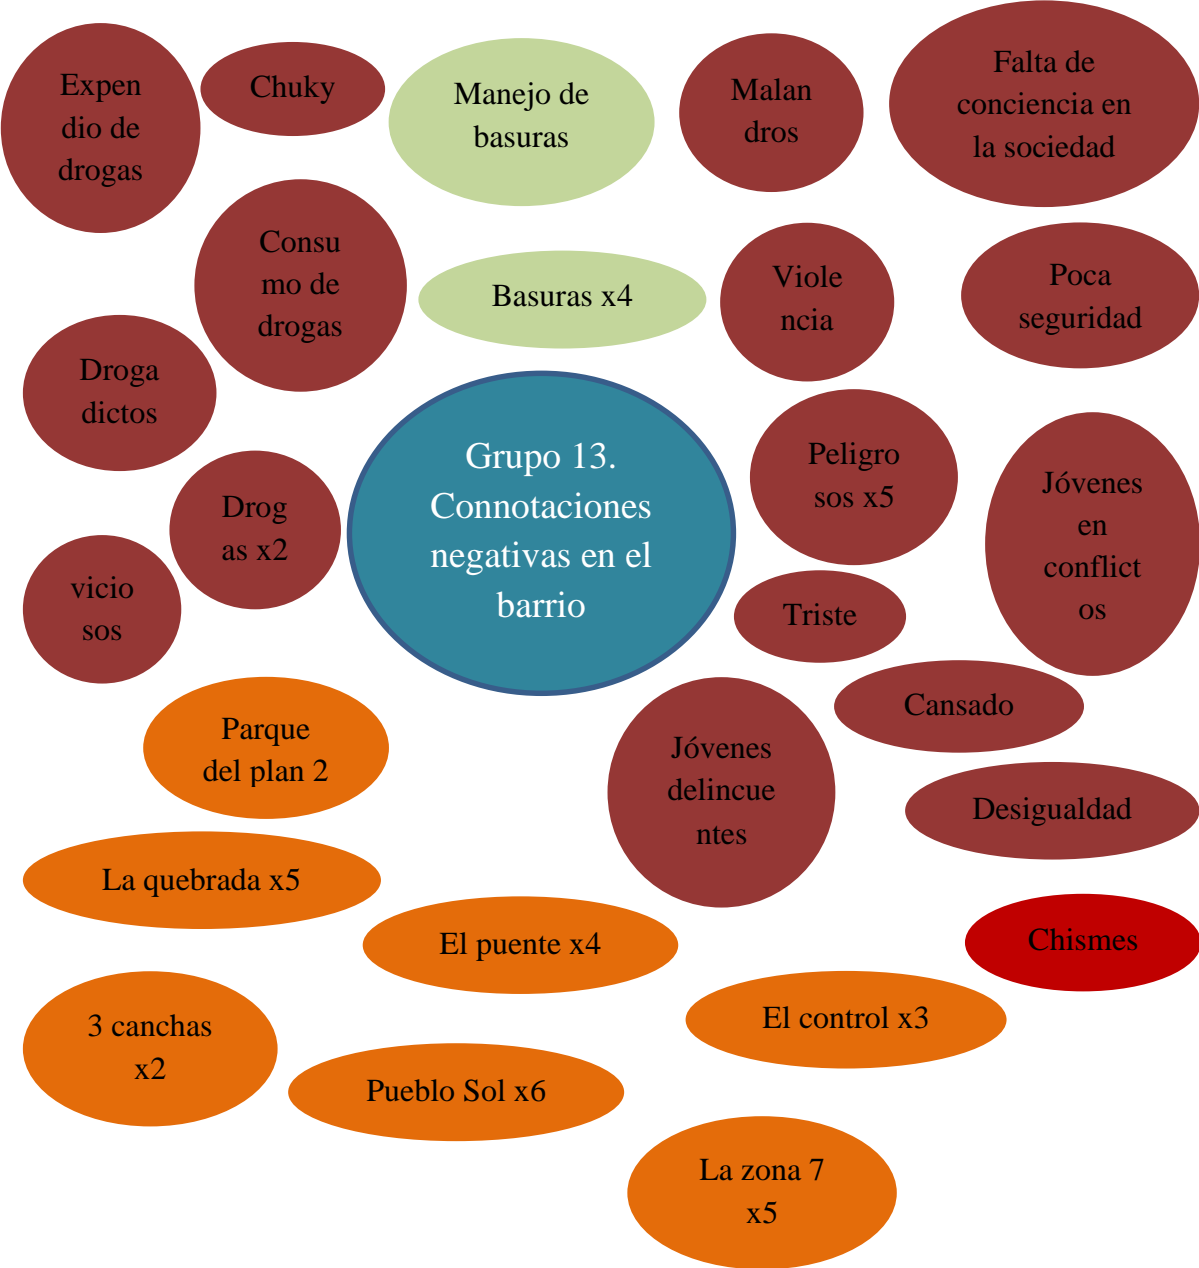 Expen
dio de
drogas
Chuky
Manejo de
basuras
Malan
dros
Falta de
conciencia en
la sociedad
Consu
mo de
drogas
Basuras x4
Viole
ncia
Poca
seguridad
Droga
dictos
Drog
as x2
Grupo 13.
Connotaciones
negativas en el
barrio
Peligro
sos x5
Jóvenes
en
conflict
os
vicio
sos
Triste
Cansado
Parque
del plan 2
Jóvenes
delincue
ntes
Desigualdad
La quebrada x5
El puente x4
Chismes
3 canchas
x2
El control x3
Pueblo Sol x6
La zona 7
x5